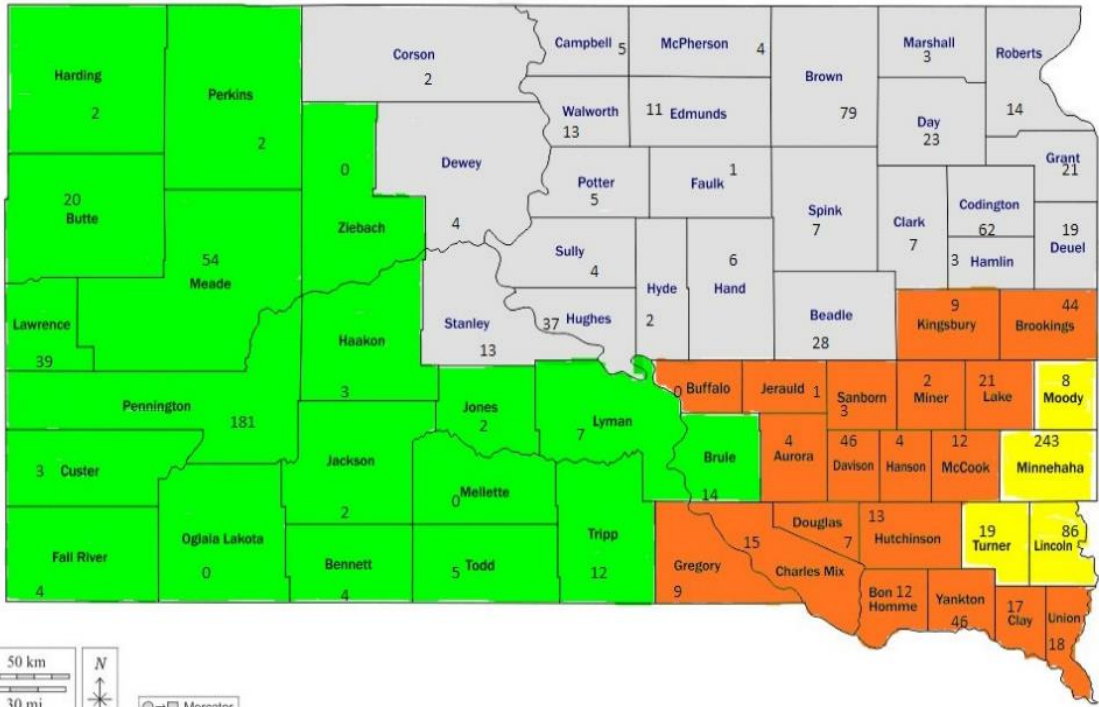 Harding
2
Perkins
2
Corson
2
Campbell 5
McPherson 4
Brown
79
Marshall
3
Roberts
14
Walworth
13
11 Edmunds
Day
23
Grant
21
20
Butte
0
Ziebach
Dewey
4
Potter
5
1
Faulk
Spink
7
Clark
7
Codington
62
19
Deuel
3 Hamlin
54
Meade
Sully
4
Hyde
2
6
Hand
Lawrence
39
Haakon
3
Stanley
13
37 Hughes
Beadle
28
9
Kingsbury
44
Brookings
Pennington
181
Jones
2
Lyman
7
0 Buffalo
Jerauld 1
Sanborn
3
2
Miner
21
Lake
8
Moody
3 Custer
Jackson
2
0 Mellette
Brule
14
4
Aurora
46
Davison
4
Hanson
12
McCook
243
Minnehaha
Fall River
4
Oglala Lakota
0
Bennett
4
5 Todd
Tripp
12
Gregory
9
15
Charles Mix
Douglas
7
13
Hutchinson
19
Turner
86
Lincoln
Bon 12
Homme
Yankton
46
17
Clay
Union
18
50 km
30 mi
N
Mercator